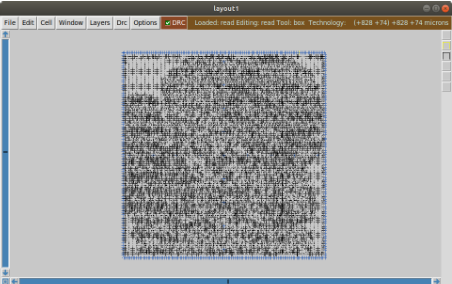 layout1
File Edit Cell Window Layers Drc Options DRC Loaded: read Editing: read Tool: box Technology: (+828 +74) +828 +74 microns